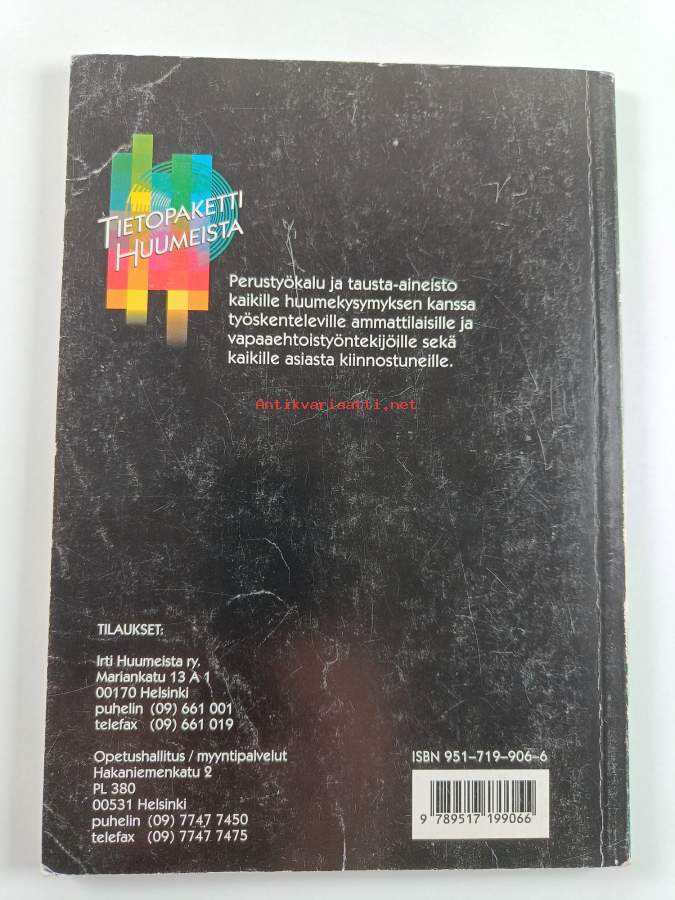 TIETOPAKETTI
HUUMEISTA
Perustyökalu ja tausta-aineisto
kaikille huumekysymyksen kanssa
työskenteleville ammattilaisille ja
vapaaehtoistyöntekijöille sekä
kaikille asiasta kiinnostuneille.
Antikvariaatti.net
TILAUKSET:
Irti Huumeista ry.
Mariankatu 13 A 1
00170 Helsinki
puhelin (09) 661 001
telefax (09) 661 019
Opetushallitus / myyntipalvelut
Hakaniemenkatu 2
PL 380
00531 Helsinki
puhelin (09) 7747 7450
telefax (09) 7747 7475
ISBN 951-719-906-6
9 789517 199066